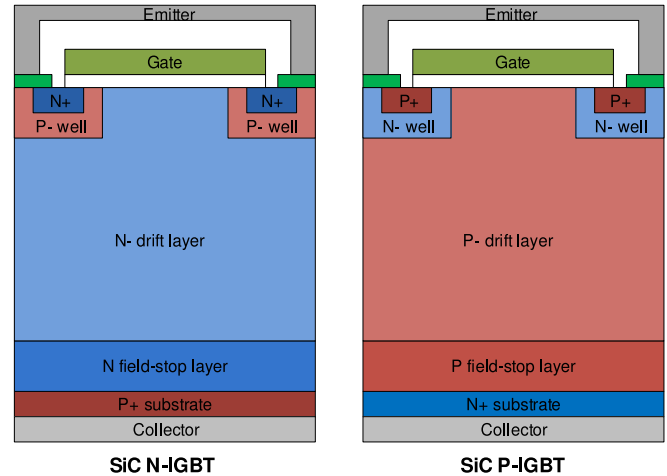 Emitter
Gate
N+
N+
P- well
P- well
N- drift layer
N field-stop layer
P+ substrate
Collector
SiC N-IGBT
Emitter
Gate
P+
P+
N- well
N- well
P- drift layer
P field-stop layer
N+ substrate
Collector
SiC P-IGBT